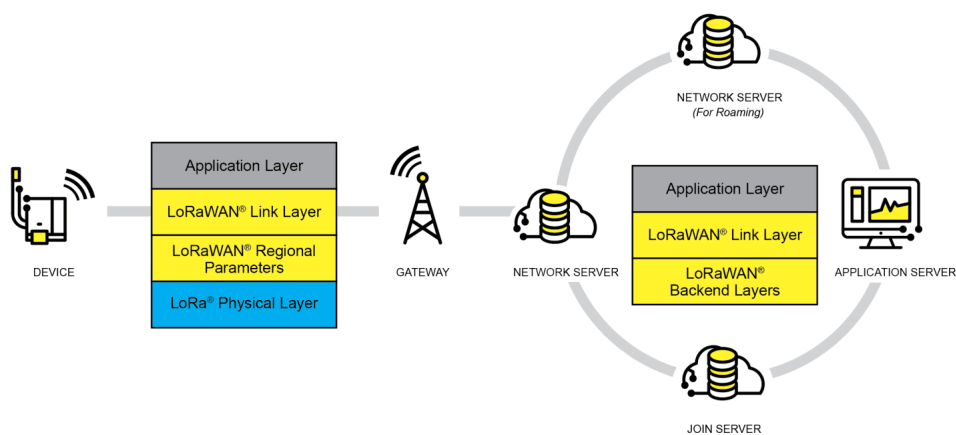 NETWORK SERVER
(For Roaming)
Application Layer
LoRaWAN® Link Layer
LoRaWAN® Regional
Parameters
LoRa® Physical Layer
Application Layer
LoRaWAN® Link Layer
LoRaWAN®
Backend Layers
DEVICE
GATEWAY
NETWORK SERVER
APPLICATION SERVER
JOIN SERVER